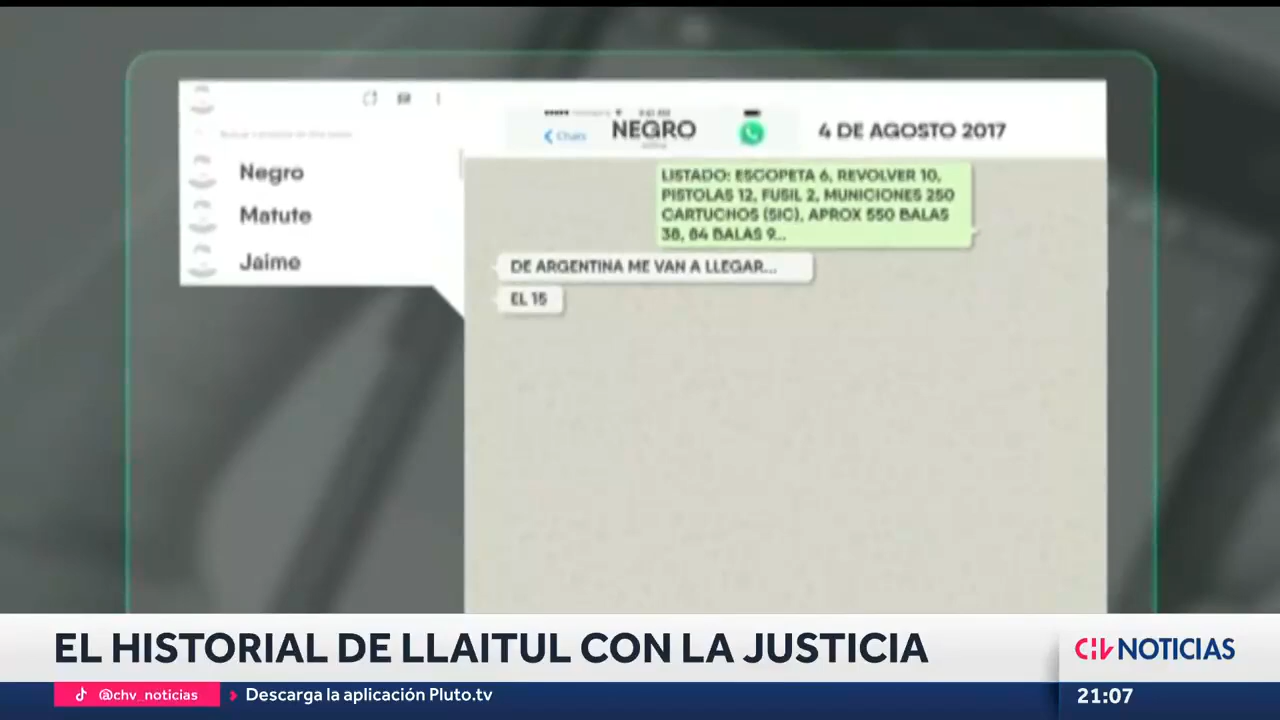 NEGRO
4 DE AGOSTO 2017
Chats
Negro
Matute
Jaime
LISTADO: ESCOPETA 6, REVOLVER 10,
PISTOLAS 12, FUSIL 2, MUNICIONES 250
CARTUCHOS (SIC), APROX 550 BALAS
38, 84 BALAS 9...
DE ARGENTINA ME VAN A LLEGAR...
EL 15
EL HISTORIAL DE LLAITUL CON LA JUSTICIA
CHV NOTICIAS
@chv_noticias
Descarga la aplicación Pluto.tv
21:07